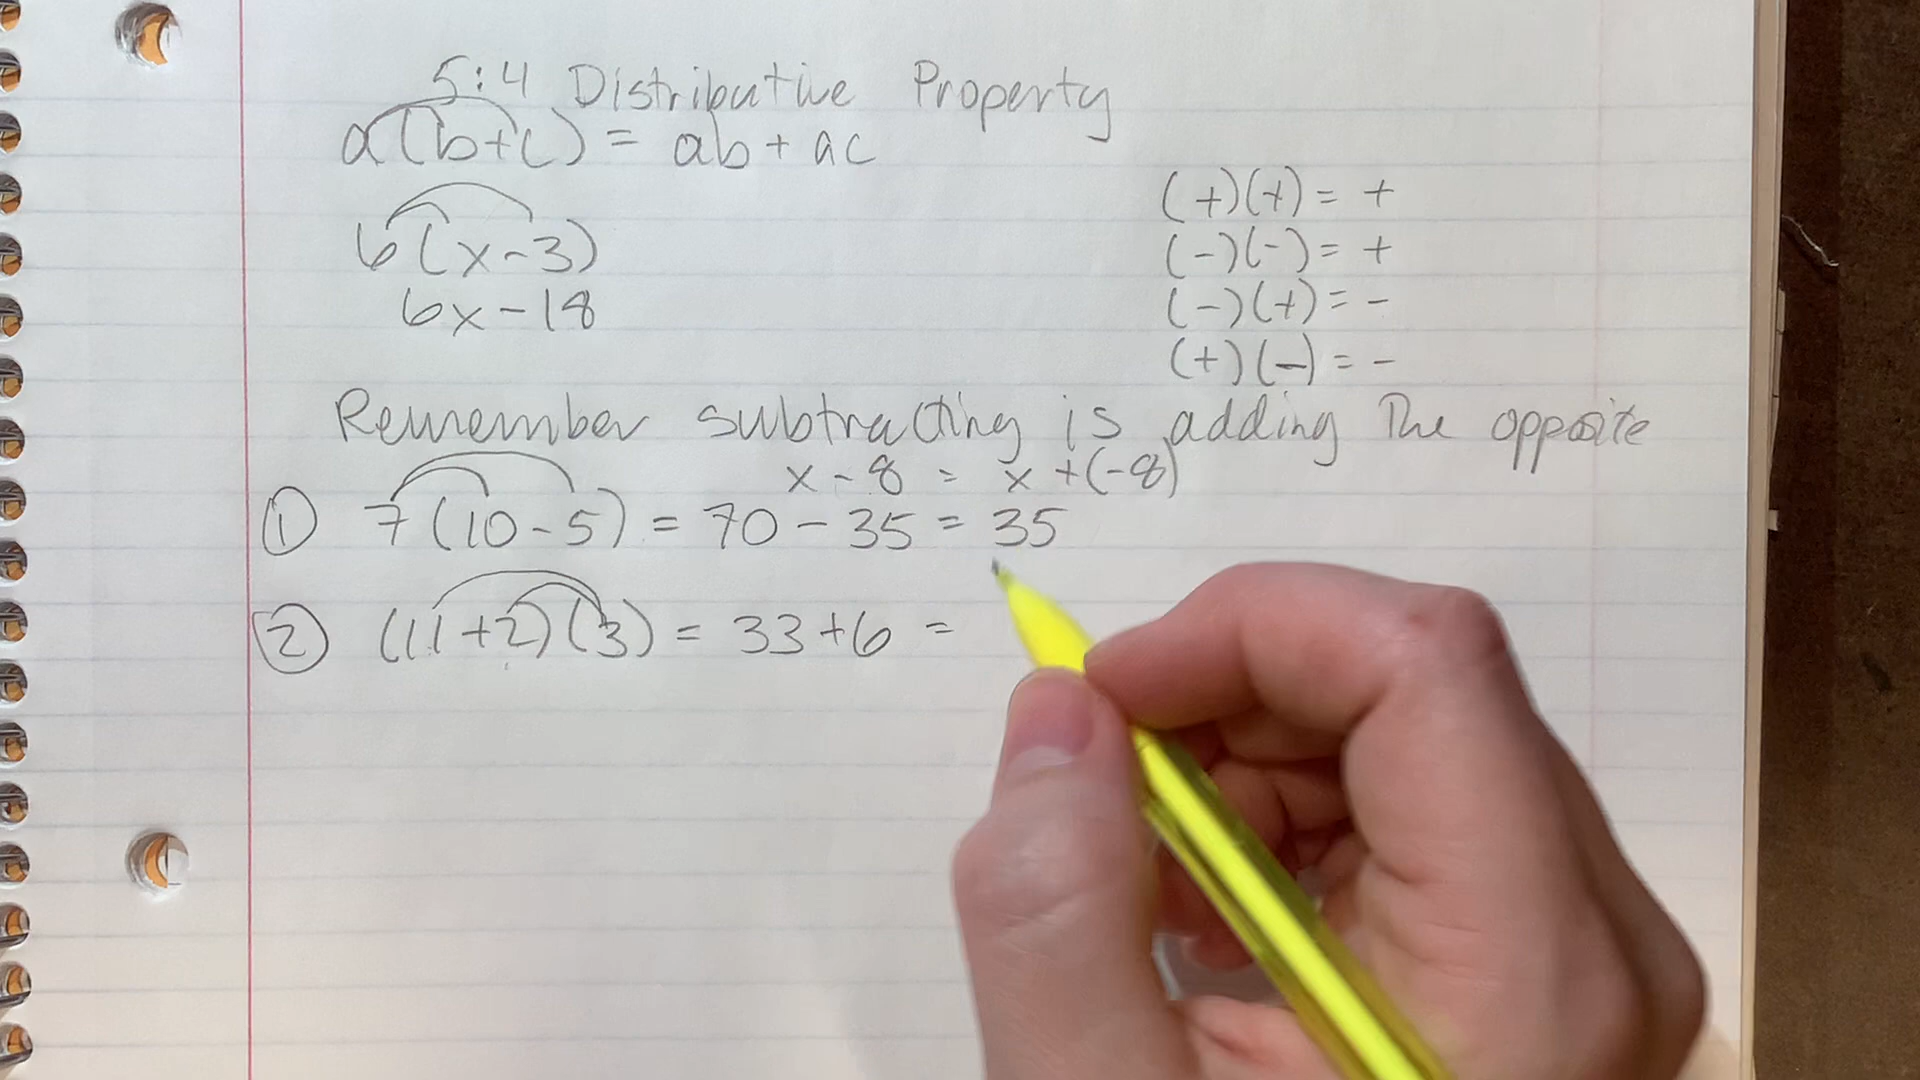 5:4 Distributive Property
a(b+c) = ab + ac
6(x-3)
6x-18
(+)(+) = +
(-)(-) = +
(-)(+) = -
(+)(-) = -
Remember subtracting is adding the opposite
x - 8 = x + (-8)
① 7(10-5) = 70 - 35 = 35
② (11+2)(3) = 33+6 =